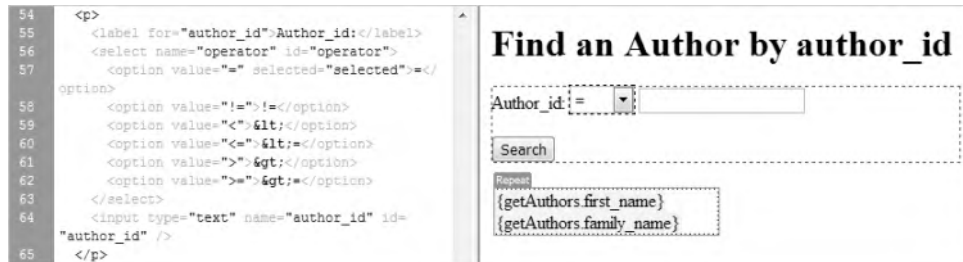 54 <p>
55 <label for="author_id">Author_id:</label>
56 <select name="operator" id="operator">
57 <option value="=" selected="selected">=</
option>
58 <option value="!=">!=</option>
59 <option value="<">&lt;</option>
60 <option value="<=">&lt;=</option>
61 <option value=">">&gt;</option>
62 <option value=">=">&gt;=</option>
63 </select>
64 <input type="text" name="author_id" id=
"author_id" />
65 </p>
Find an Author by author_id
Author_id: =
Search
Repeat
{getAuthors.first_name}
{getAuthors.family_name}